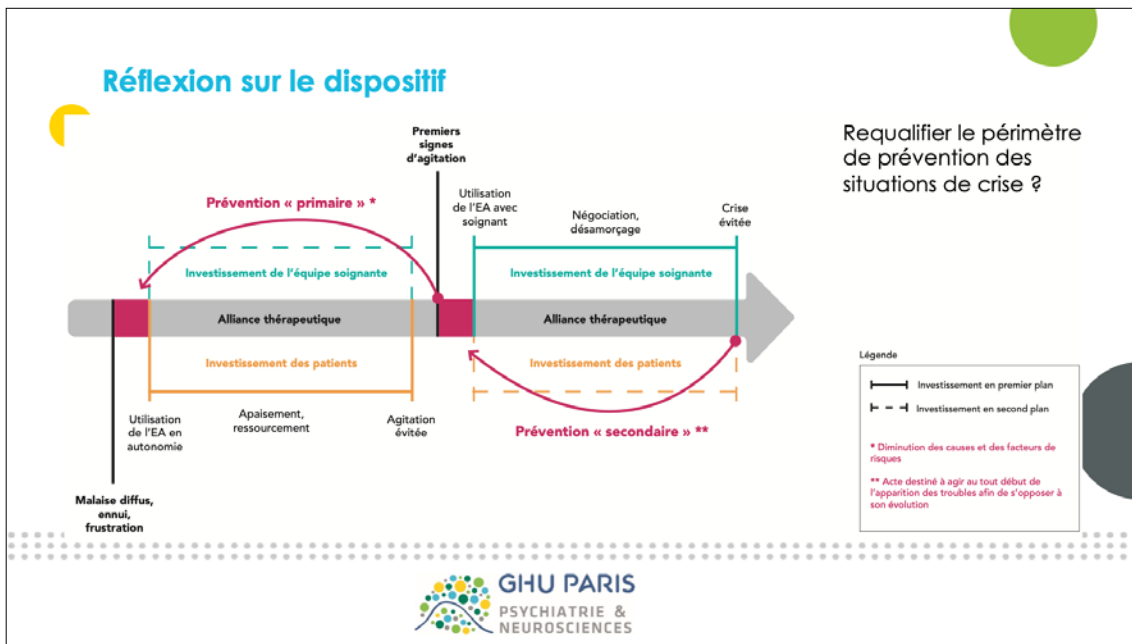 Réflexion sur le dispositif
Requalifier le périmètre
de prévention des
situations de crise ?
Premiers
signes
d'agitation
Prévention « primaire » *
Utilisation
de l'EA avec
soignant
Négociation,
désamorçage
Crise
évitée
Investissement de l'équipe soignante
Investissement de l'équipe soignante
Alliance thérapeutique
Alliance thérapeutique
Investissement des patients
Investissement des patients
Utilisation
de l'EA en
autonomie
Apaisement,
ressourcement
Agitation
évitée
Prévention « secondaire » **
Malaise diffus,
ennui,
frustration
Légende
Investissement en premier plan
Investissement en second plan
* Diminution des causes et des facteurs de
risques
** Acte destiné à agir au tout début de
l'apparition des troubles afin de s'opposer à
son évolution
GHU PARIS
PSYCHIATRIE &
NEUROSCIENCES